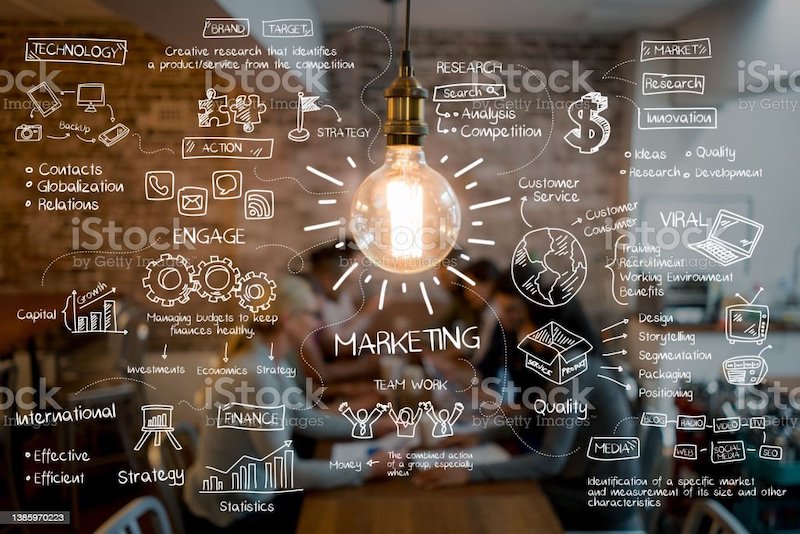 BRAND
TARGET
Creative research that identifies
a product/service from the competition
TECHNOLOGY
Backup
Contacts
Globalization
Relations
STRATEGY
ACTION
ENGAGE
Managing budgets to keep
finances healthy
Investments
Economics
Strategy
Capital
Growth
International
Effective
Efficient
Strategy
FINANCE
Statistics
RESEARCH
Search
Analysis
Competition
MARKETING
TEAM WORK
Money
The combined action
of a group, especially
when
MARKET
Research
Innovation
Ideas
Quality
Research
Development
Customer
Service
Customer
Consumer
VIRAL
Training
Recruitment
Working Environment
Benefits
SERVICE
PRODUCT
Quality
Design
Storytelling
Segmentation
Packaging
Positioning
MEDIA
BLOG
RADIO
VIDEO
TV
WEB
SOCIAL
MEDIA
SEO
Identification of a specific market
and measurement of its size and other
characteristics
iStock
by Getty Images
1385970223